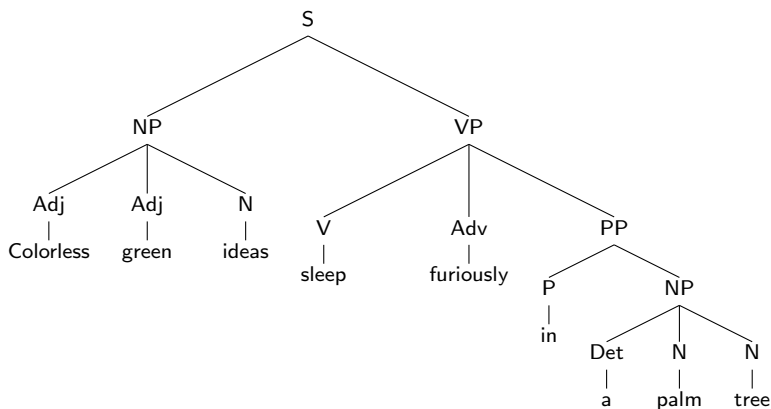 S
NP VP
Adj Adj N
Colorless green ideas
V Adv PP
sleep furiously
P NP
in
Det N N
a palm tree